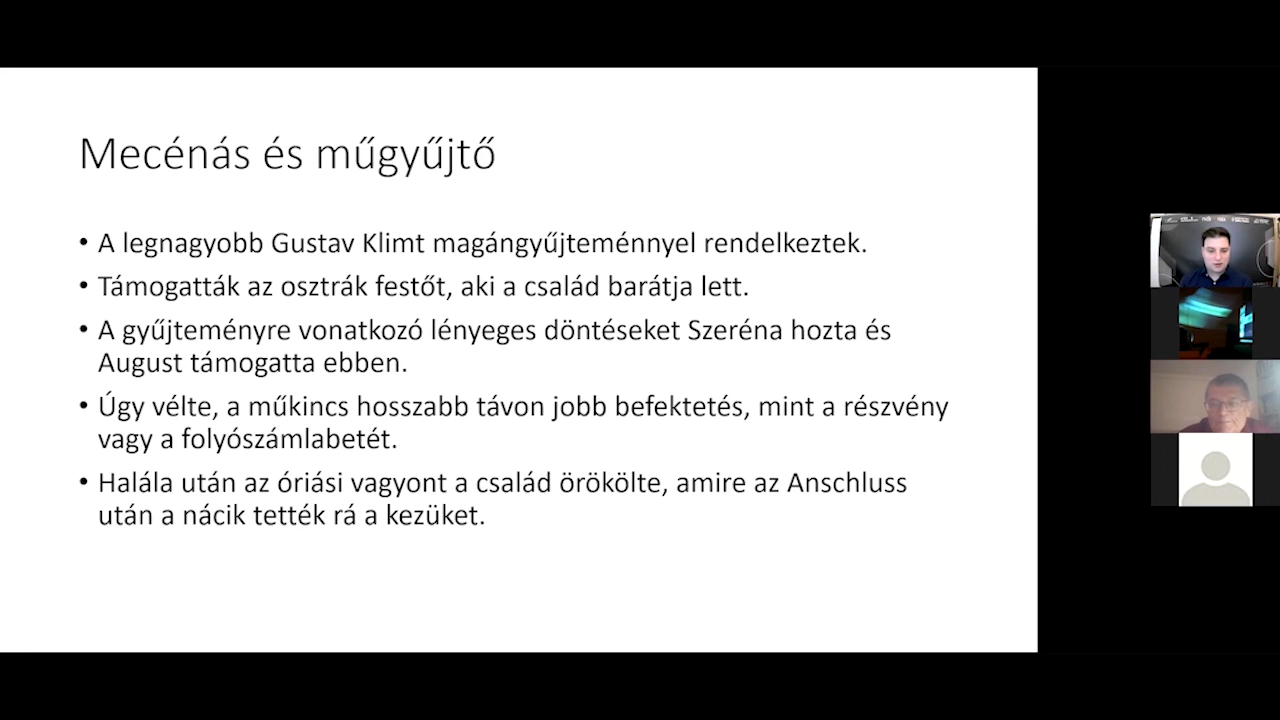 Mecénás és műgyűjtő
• A legnagyobb Gustav Klimt magángyűjteménnyel rendelkeztek.
• Támogatták az osztrák festőt, aki a család barátja lett.
• A gyűjteményre vonatkozó lényeges döntéseket Szeréna hozta és
August támogatta ebben.
• Úgy vélte, a műkincs hosszabb távon jobb befektetés, mint a részvény
vagy a folyószámlabetét.
• Halála után az óriási vagyont a család örökölte, amire az Anschluss
után a nácik tették rá a kezüket.